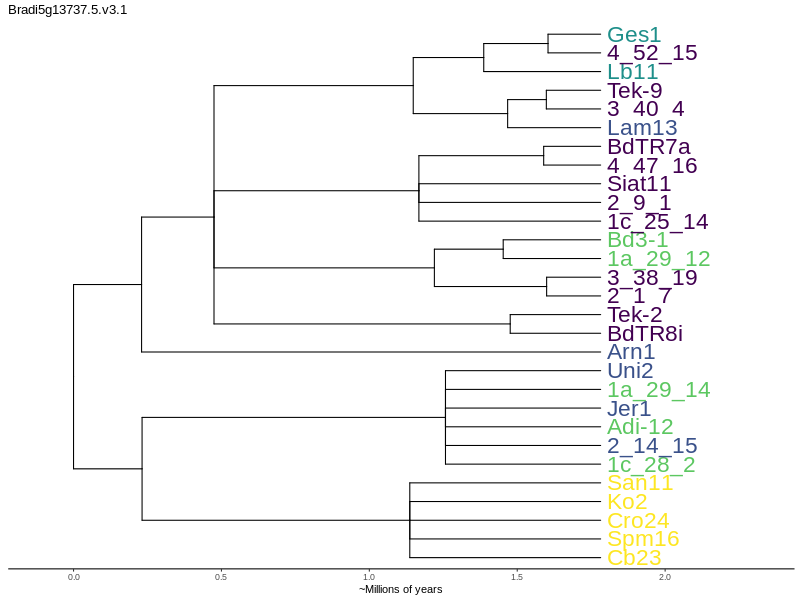 Bradi5g13737.5.v3.1
Ges1
4_52_15
Lb11
Tek-9
3_40_4
Lam13
BdTR7a
4_47_16
Siat11
2_9_1
1c_25_14
Bd3-1
1a_29_12
3_38_19
2_1_7
Tek-2
BdTR8i
Arn1
Uni2
1a_29_14
Jer1
Adi-12
2_14_15
1c_28_2
San11
Ko2
Cro24
Spm16
Cb23
0.0 0.5 1.0 1.5 2.0
~Millions of years